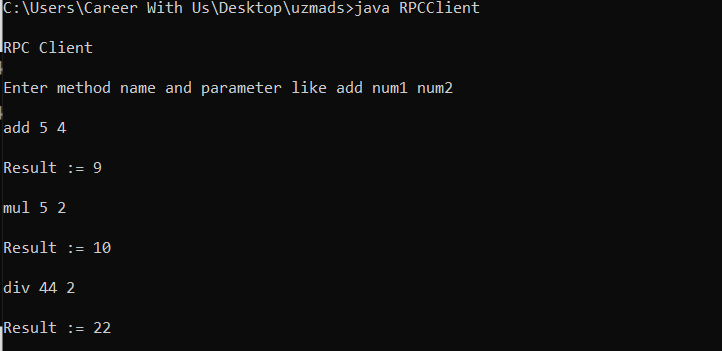 C:\Users\Career With Us\Desktop\uzmads>java RPCClient
RPC Client
Enter method name and parameter like add num1 num2
add 5 4
Result := 9
mul 5 2
Result := 10
div 44 2
Result := 22